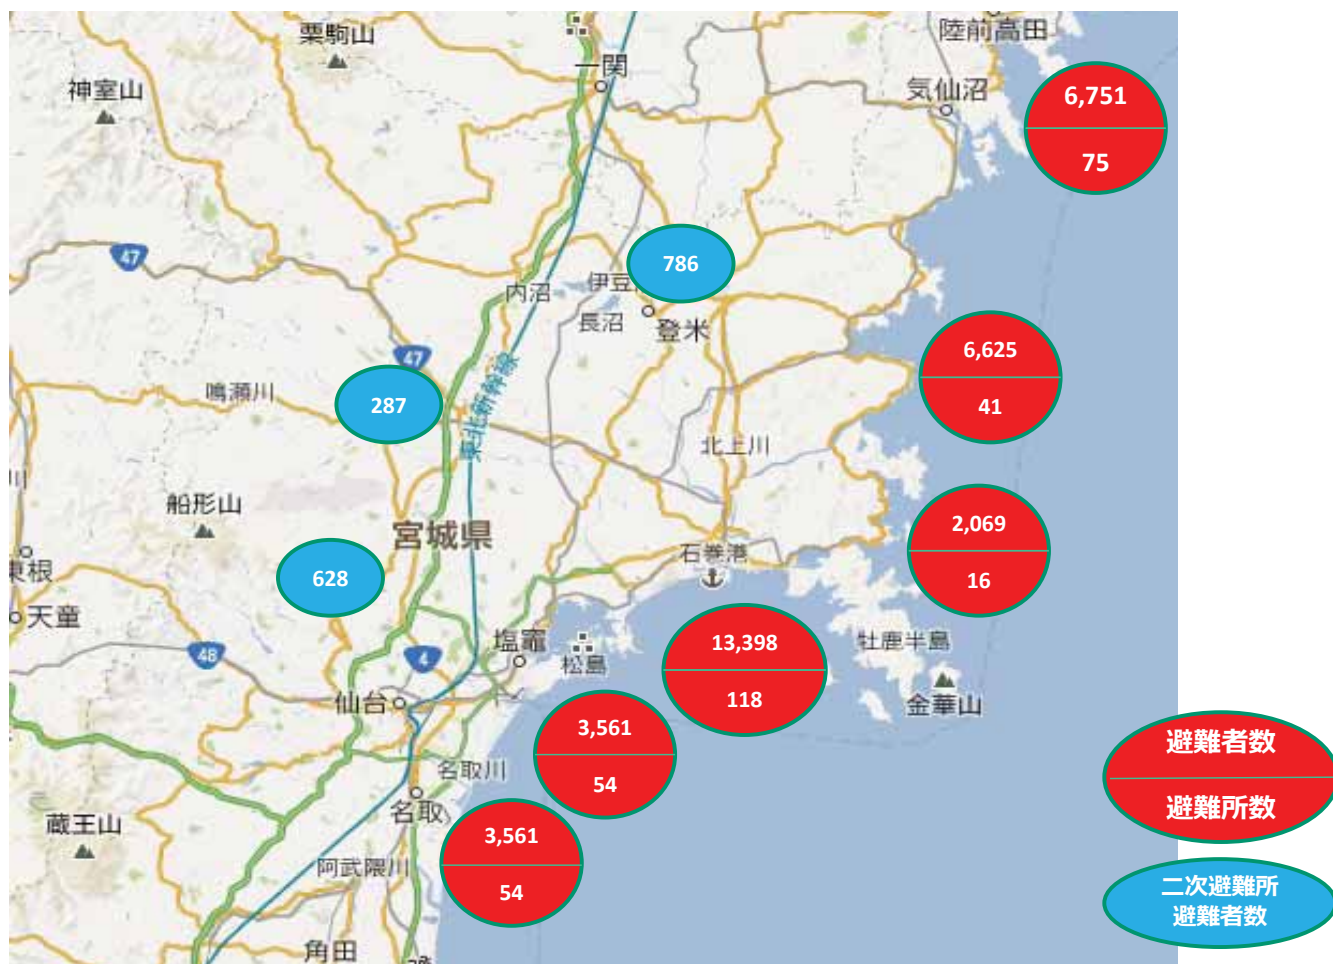 栗駒山
陸前高田
一関
神室山
気仙沼
6,751
75
47
786
内沼
伊豆
長沼
登米
6,625
41
47
東北新幹線
鳴瀬川
287
北上川
船形山
宮城県
2,069
16
石巻港
東根
628
天童
塩竈
松島
13,398
118
牡鹿半島
48
4
仙台
金華山
3,561
54
名取川
名取
避難者数
避難所数
蔵王山
3,561
54
阿武隈川
二次避難所
避難者数
角田